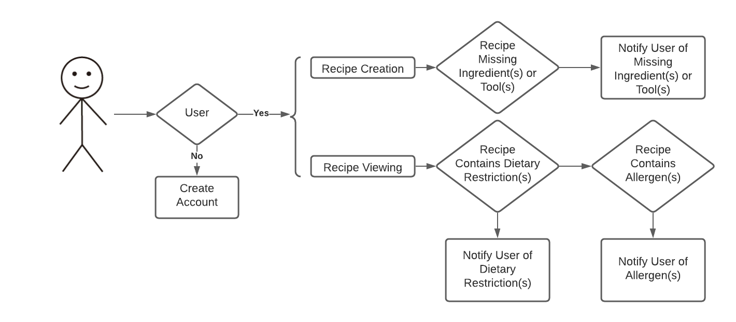 User
Yes
No
Create
Account
Recipe Creation
Recipe
Missing
Ingredient(s) or
Tool(s)
Notify User of
Missing
Ingredient(s) or
Tool(s)
Recipe Viewing
Recipe
Contains Dietary
Restriction(s)
Recipe
Contains
Allergen(s)
Notify User of
Dietary
Restriction(s)
Notify User of
Allergen(s)